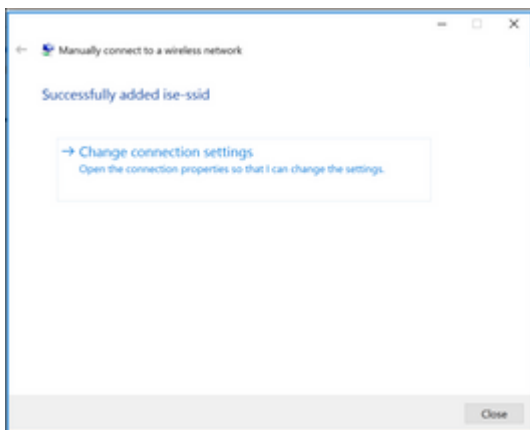 Manually connect to a wireless network
Successfully added ise-ssid
Change connection settings
Open the connection properties so that I can change the settings.
Close